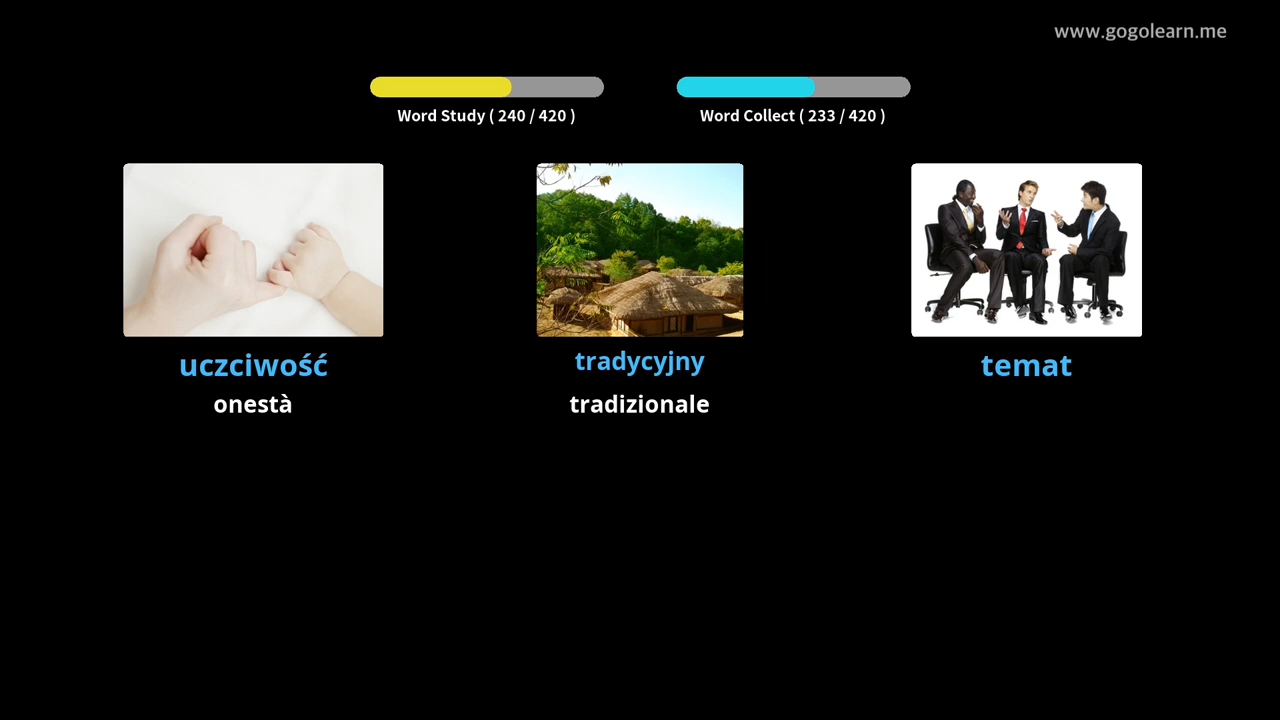 www.gogolearn.me
Word Study ( 240 / 420 )
Word Collect ( 233 / 420 )
uczciwość
onestà
tradycyjny
tradizionale
temat